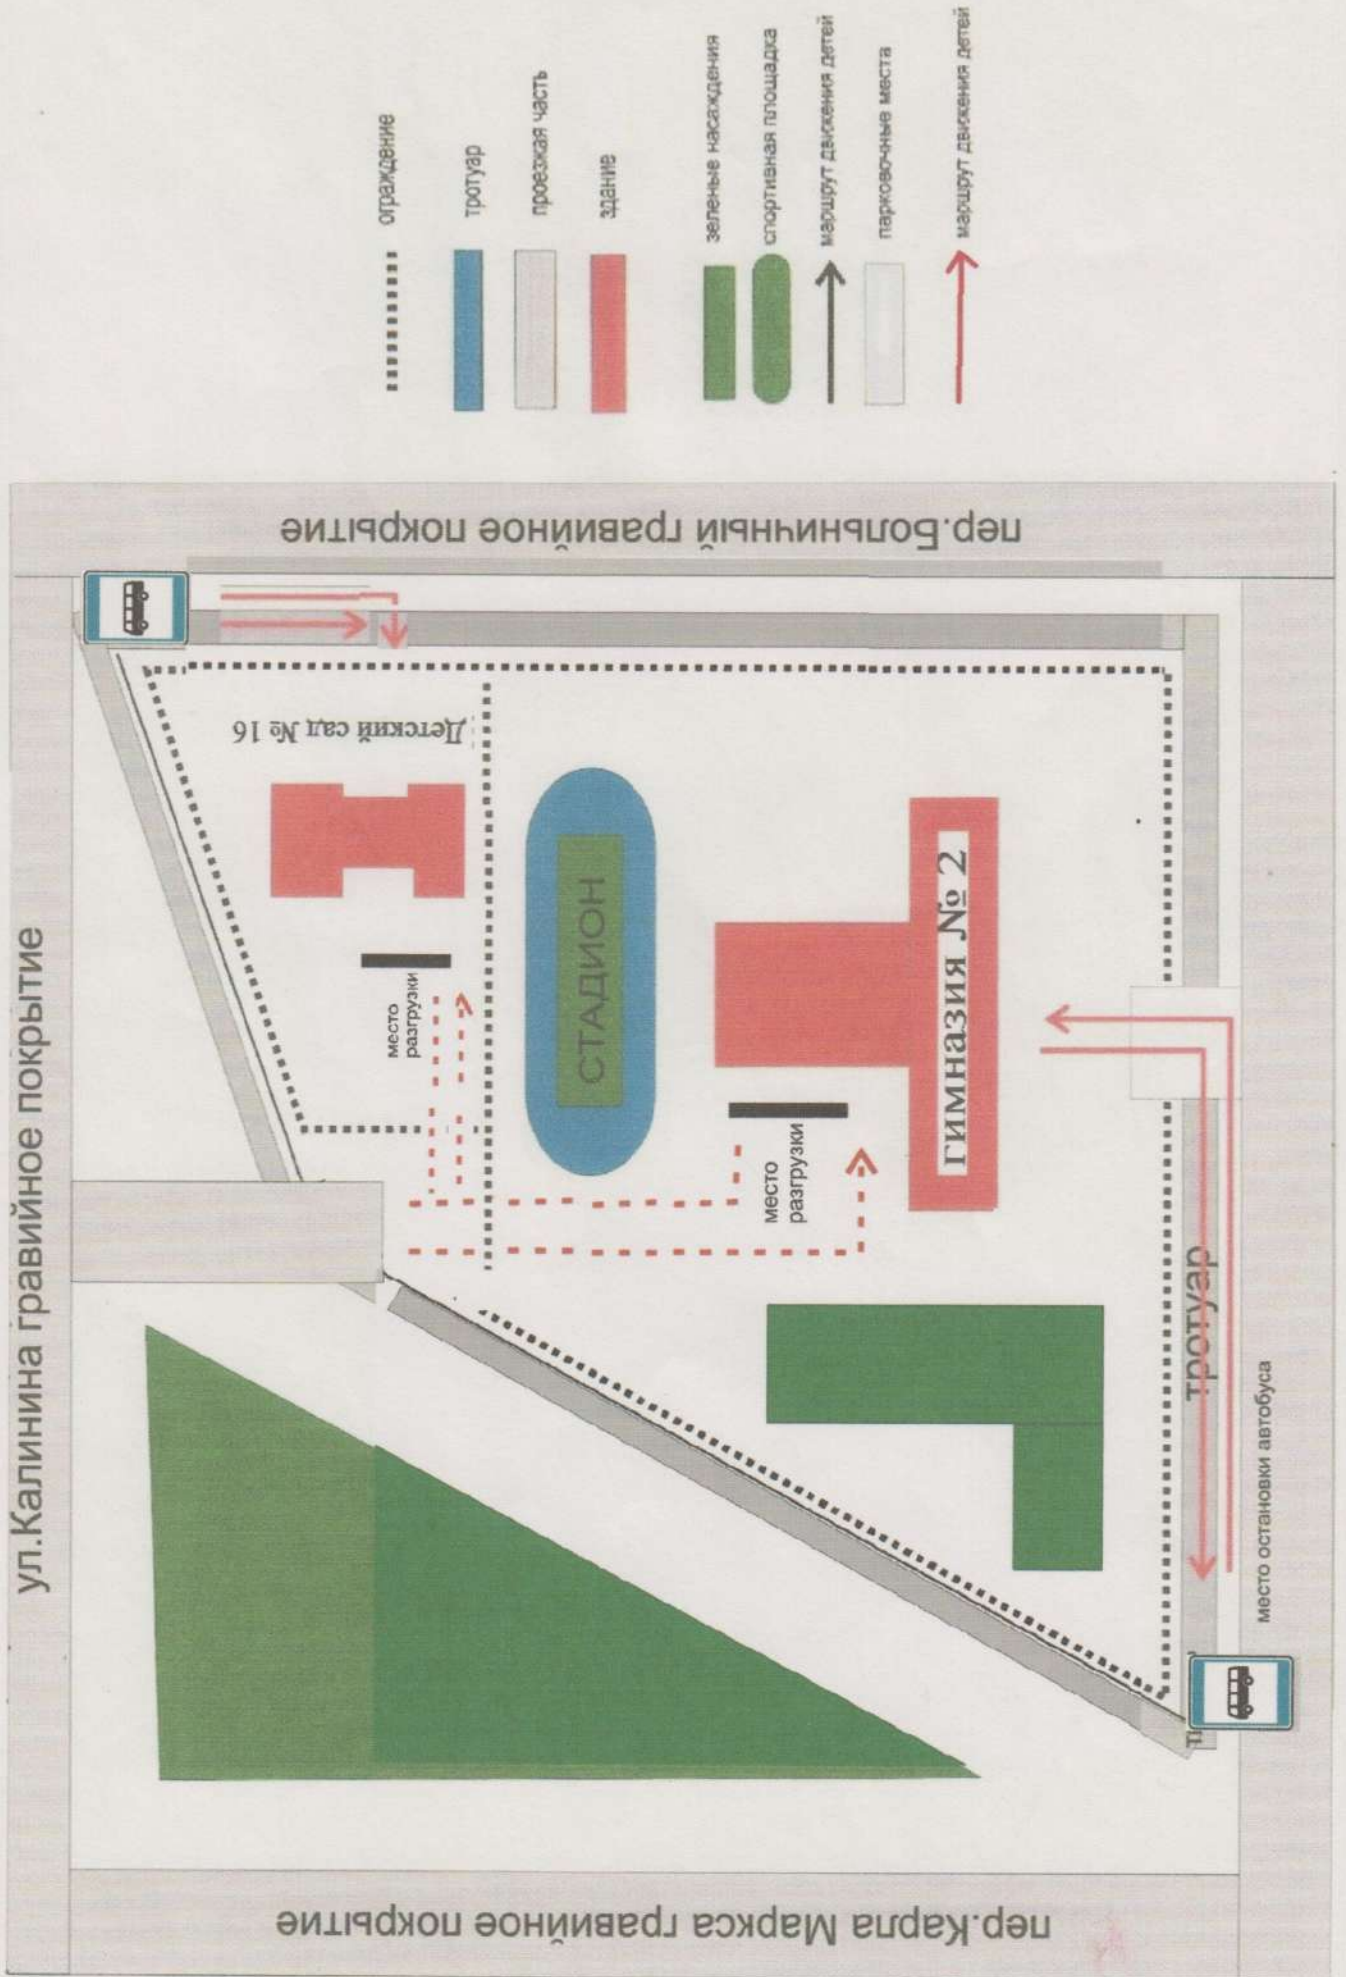 ул.Калинина гравийное покрытие
пер.Карла Маркса гравийное покрытие
пер.Больничный гравийное покрытие
Детский сад № 16
место
разгрузки
СТАДИОН
место
разгрузки
ГИМНАЗИЯ № 2
тротуар
место остановки автобуса
ограждение
тротуар
проезжая часть
здание
зеленые насаждения
спортивная площадка
маршрут движения детей
парковочные места
маршрут движения детей